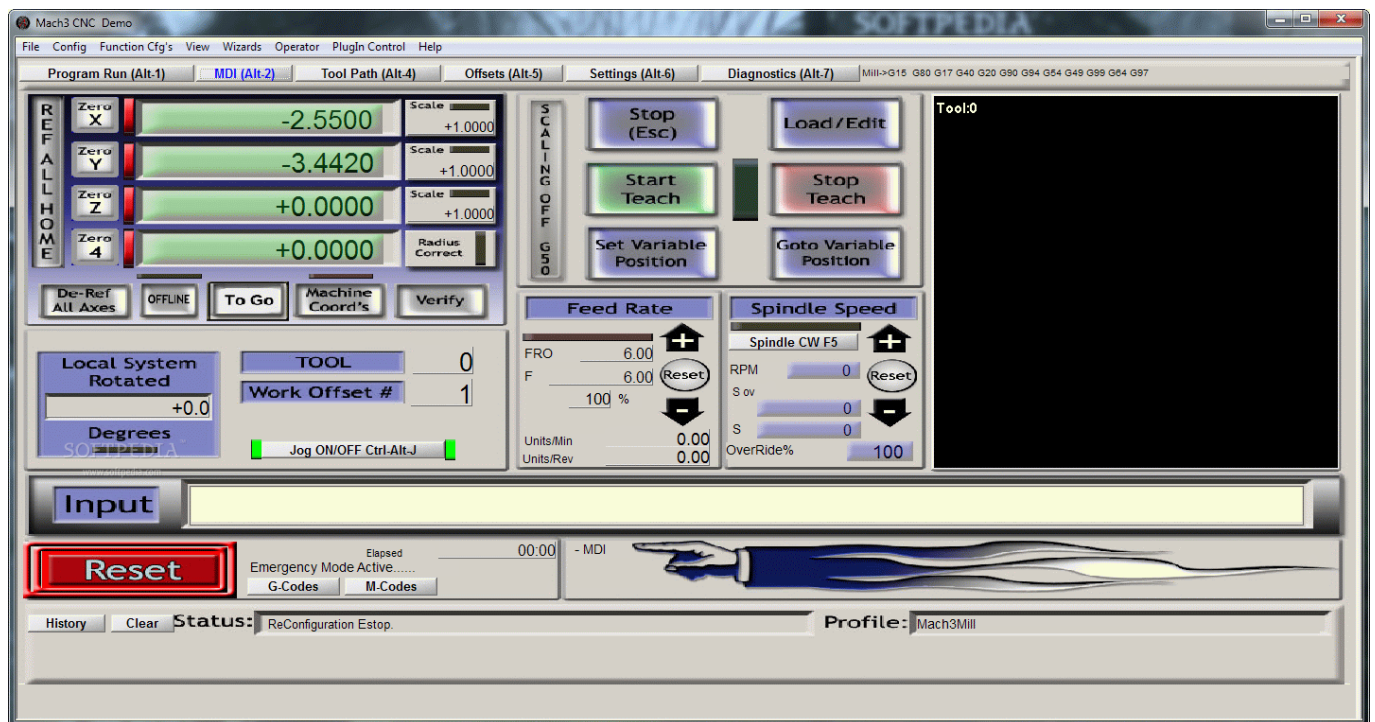 Mach3 CNC Demo
SOFTPEDIA
File Config Function Cfg's View Wizards Operator PlugIn Control Help
Program Run (Alt-1) MDI (Alt-2) Tool Path (Alt-4) Offsets (Alt-5) Settings (Alt-6) Diagnostics (Alt-7) Mill->G15 G80 G17 G40 G20 G90 G94 G54 G49 G99 G64 G97
REF ALL HOME
Zero X -2.5500 Scale +1.0000
Zero Y -3.4420 Scale +1.0000
Zero Z +0.0000 Scale +1.0000
Zero 4 +0.0000 Radius Correct
De-Ref All Axes OFFLINE To Go Machine Coord's Verify
SCALING OFF G50
Stop (Esc) Load/Edit
Start Teach Stop Teach
Set Variable Position Goto Variable Position
Tool:0
Local System Rotated
+0.0
Degrees
SOFTPEDIA
www.softpedia.com
TOOL 0
Work Offset # 1
Jog ON/OFF Ctrl-Alt-J
Feed Rate
FRO 6.00
F 6.00 Reset
100 %
Units/Min 0.00
Units/Rev 0.00
Spindle Speed
Spindle CW F5
RPM 0 Reset
S ov
0
S 0
OverRide% 100
Input
Reset
Elapsed 00:00
Emergency Mode Active......
G-Codes M-Codes
- MDI
History Clear Status: ReConfiguration Estop. Profile: Mach3Mill